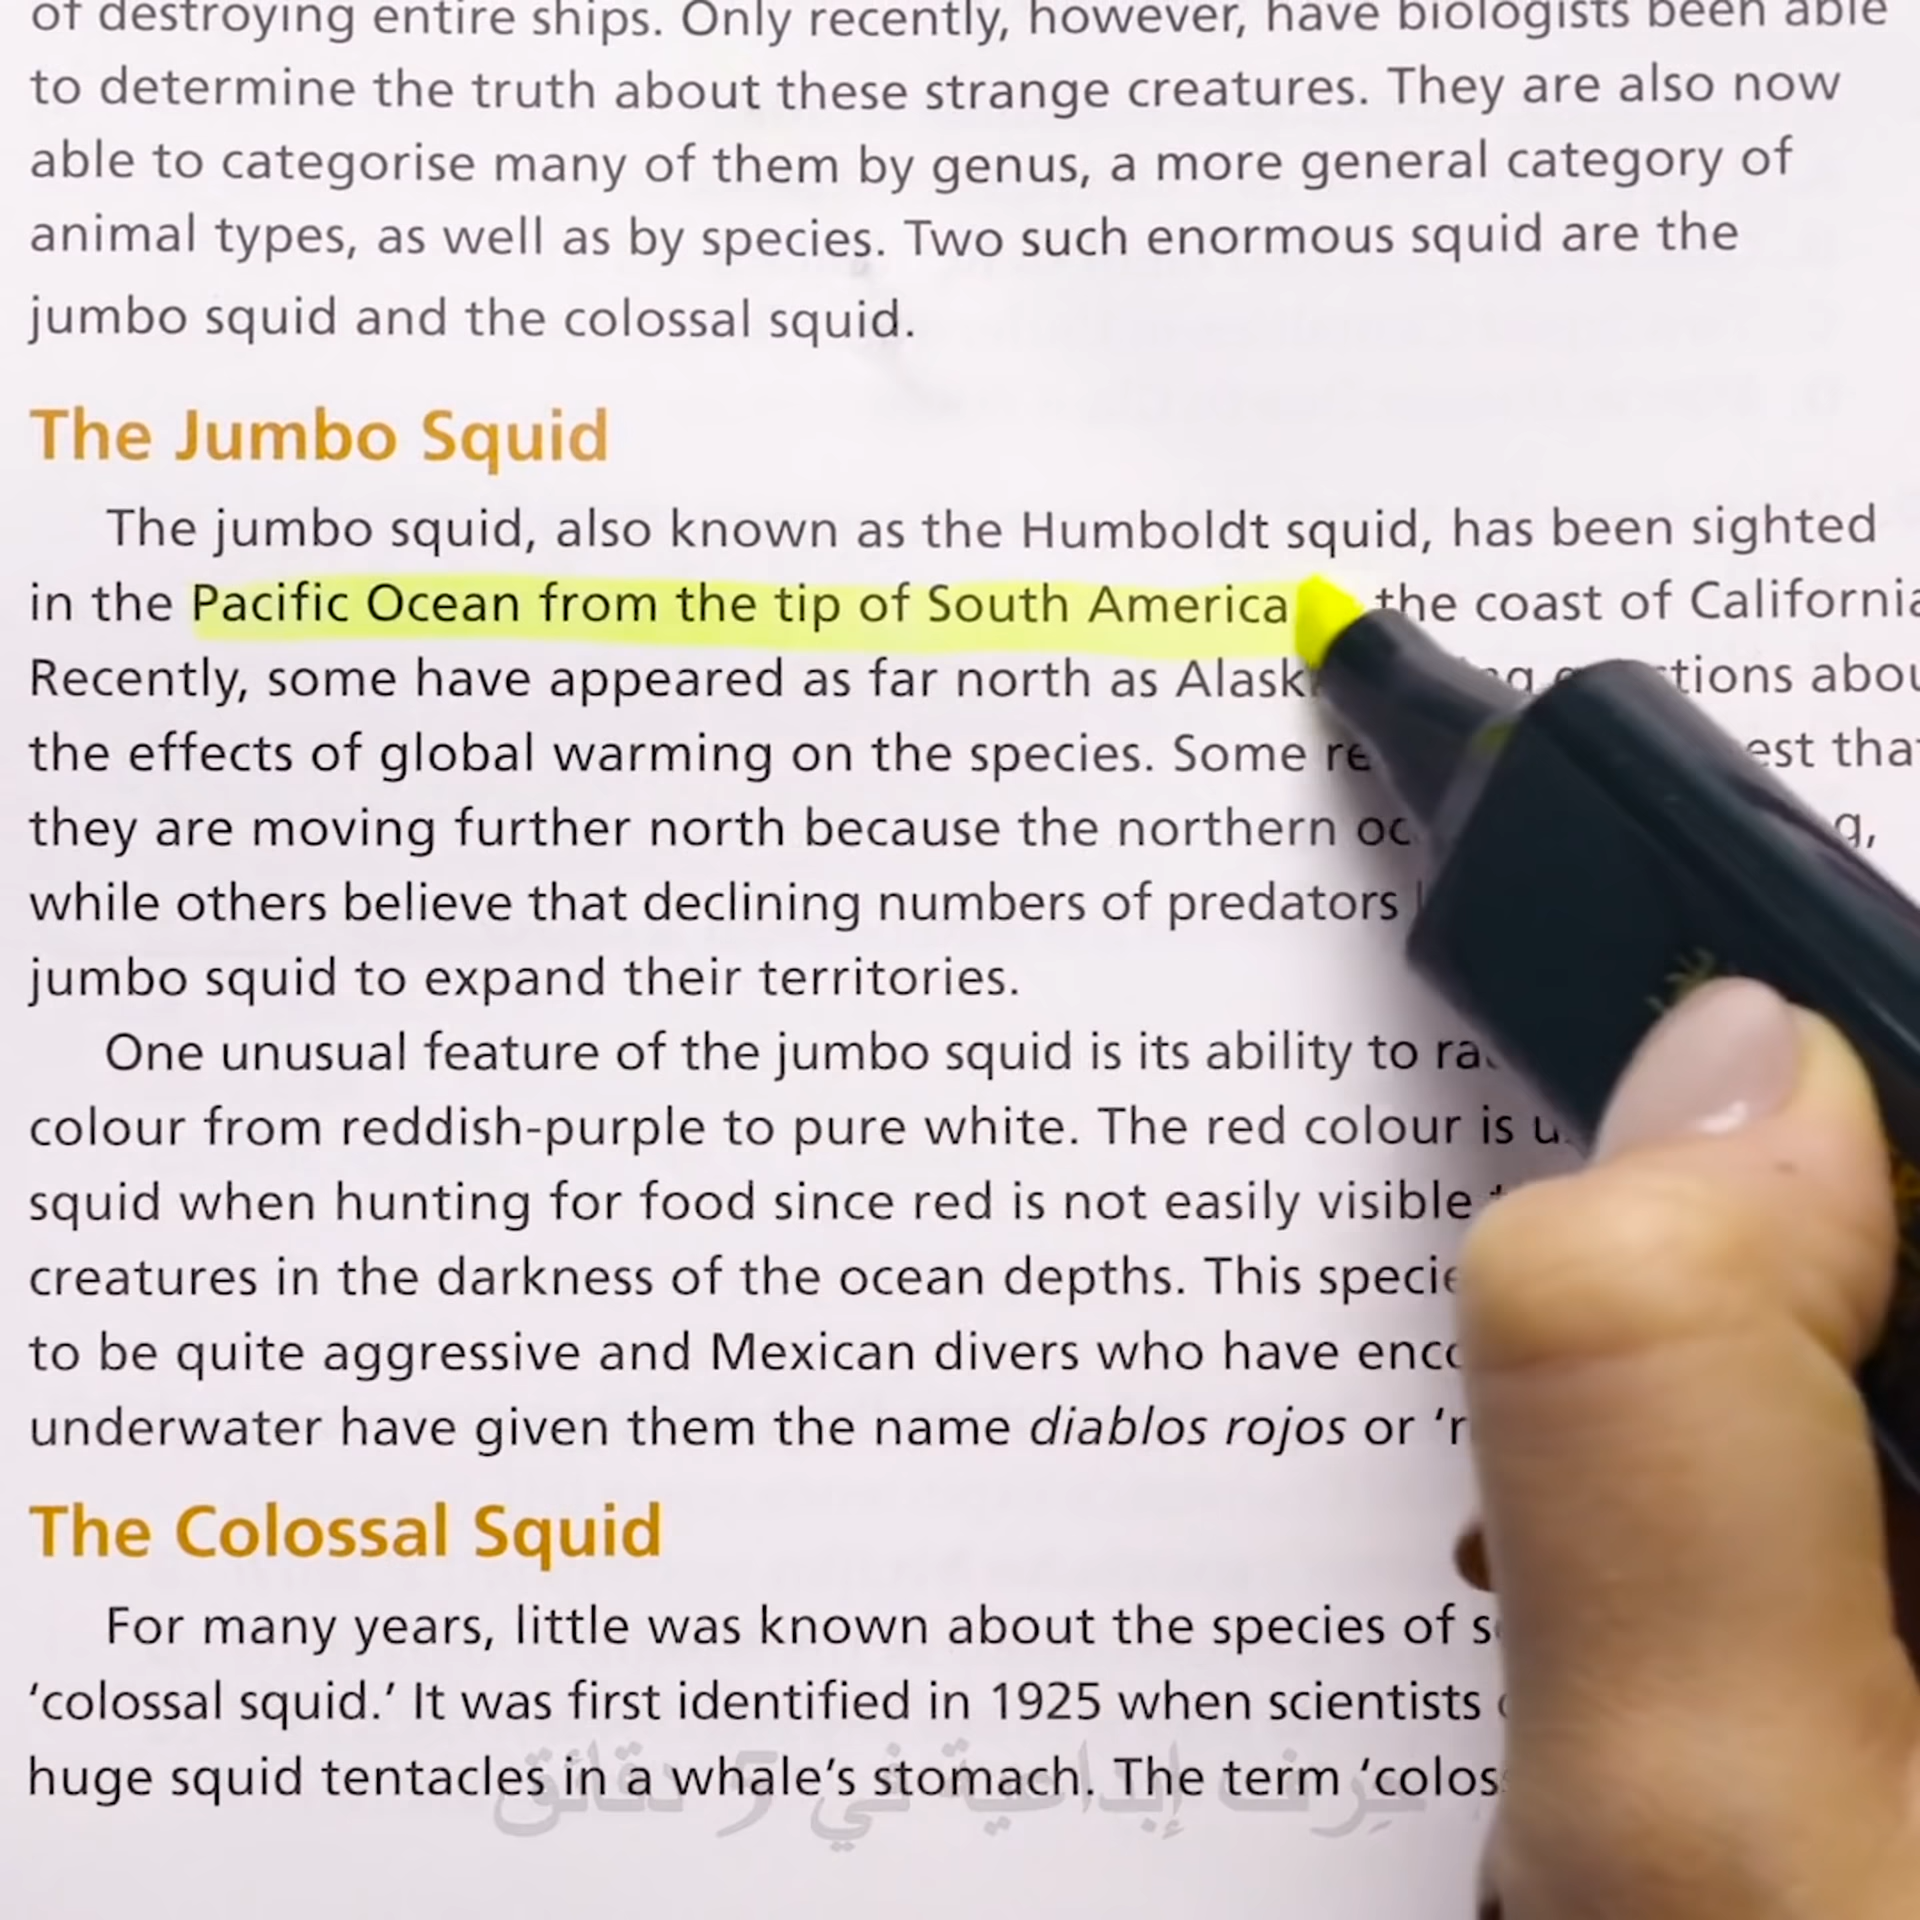 of destroying entire ships. Only recently, however, have biologists been able
to determine the truth about these strange creatures. They are also now
able to categorise many of them by genus, a more general category of
animal types, as well as by species. Two such enormous squid are the
jumbo squid and the colossal squid.
The Jumbo Squid
The jumbo squid, also known as the Humboldt squid, has been sighted
in the Pacific Ocean from the tip of South America the coast of California
Recently, some have appeared as far north as
the effects of global warming on the species. Some
they are moving further north because the northern
while others believe that declining numbers of predators
jumbo squid to expand their territories.
One unusual feature of the jumbo squid is its ability to
colour from reddish-purple to pure white. The red colour is
squid when hunting for food since red is not easily visible
creatures in the darkness of the ocean depths. This
to be quite aggressive and Mexican divers who have
underwater have given them the name diablos rojos or
The Colossal Squid
For many years, little was known about the species of
‘colossal squid.’ It was first identified in 1925 when scientists
huge squid tentacles in a whale’s stomach. The term
حِرف إبداعية في 5 دقائق